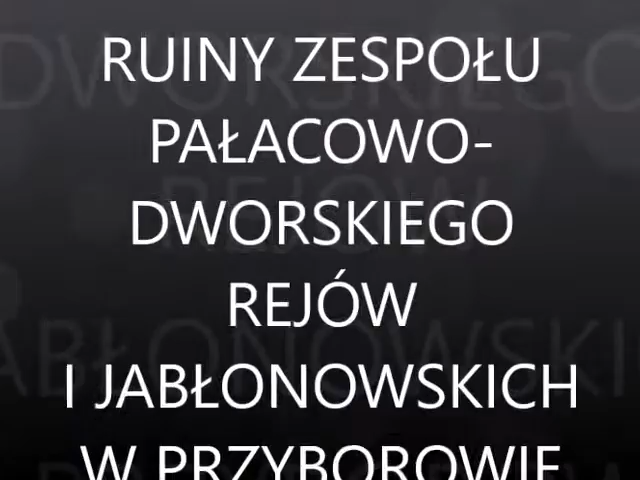 RUINY ZESPOŁU
PAŁACOWO-
DWORSKIEGO
REJÓW
I JABŁONOWSKICH
W PRZYBOROWIE